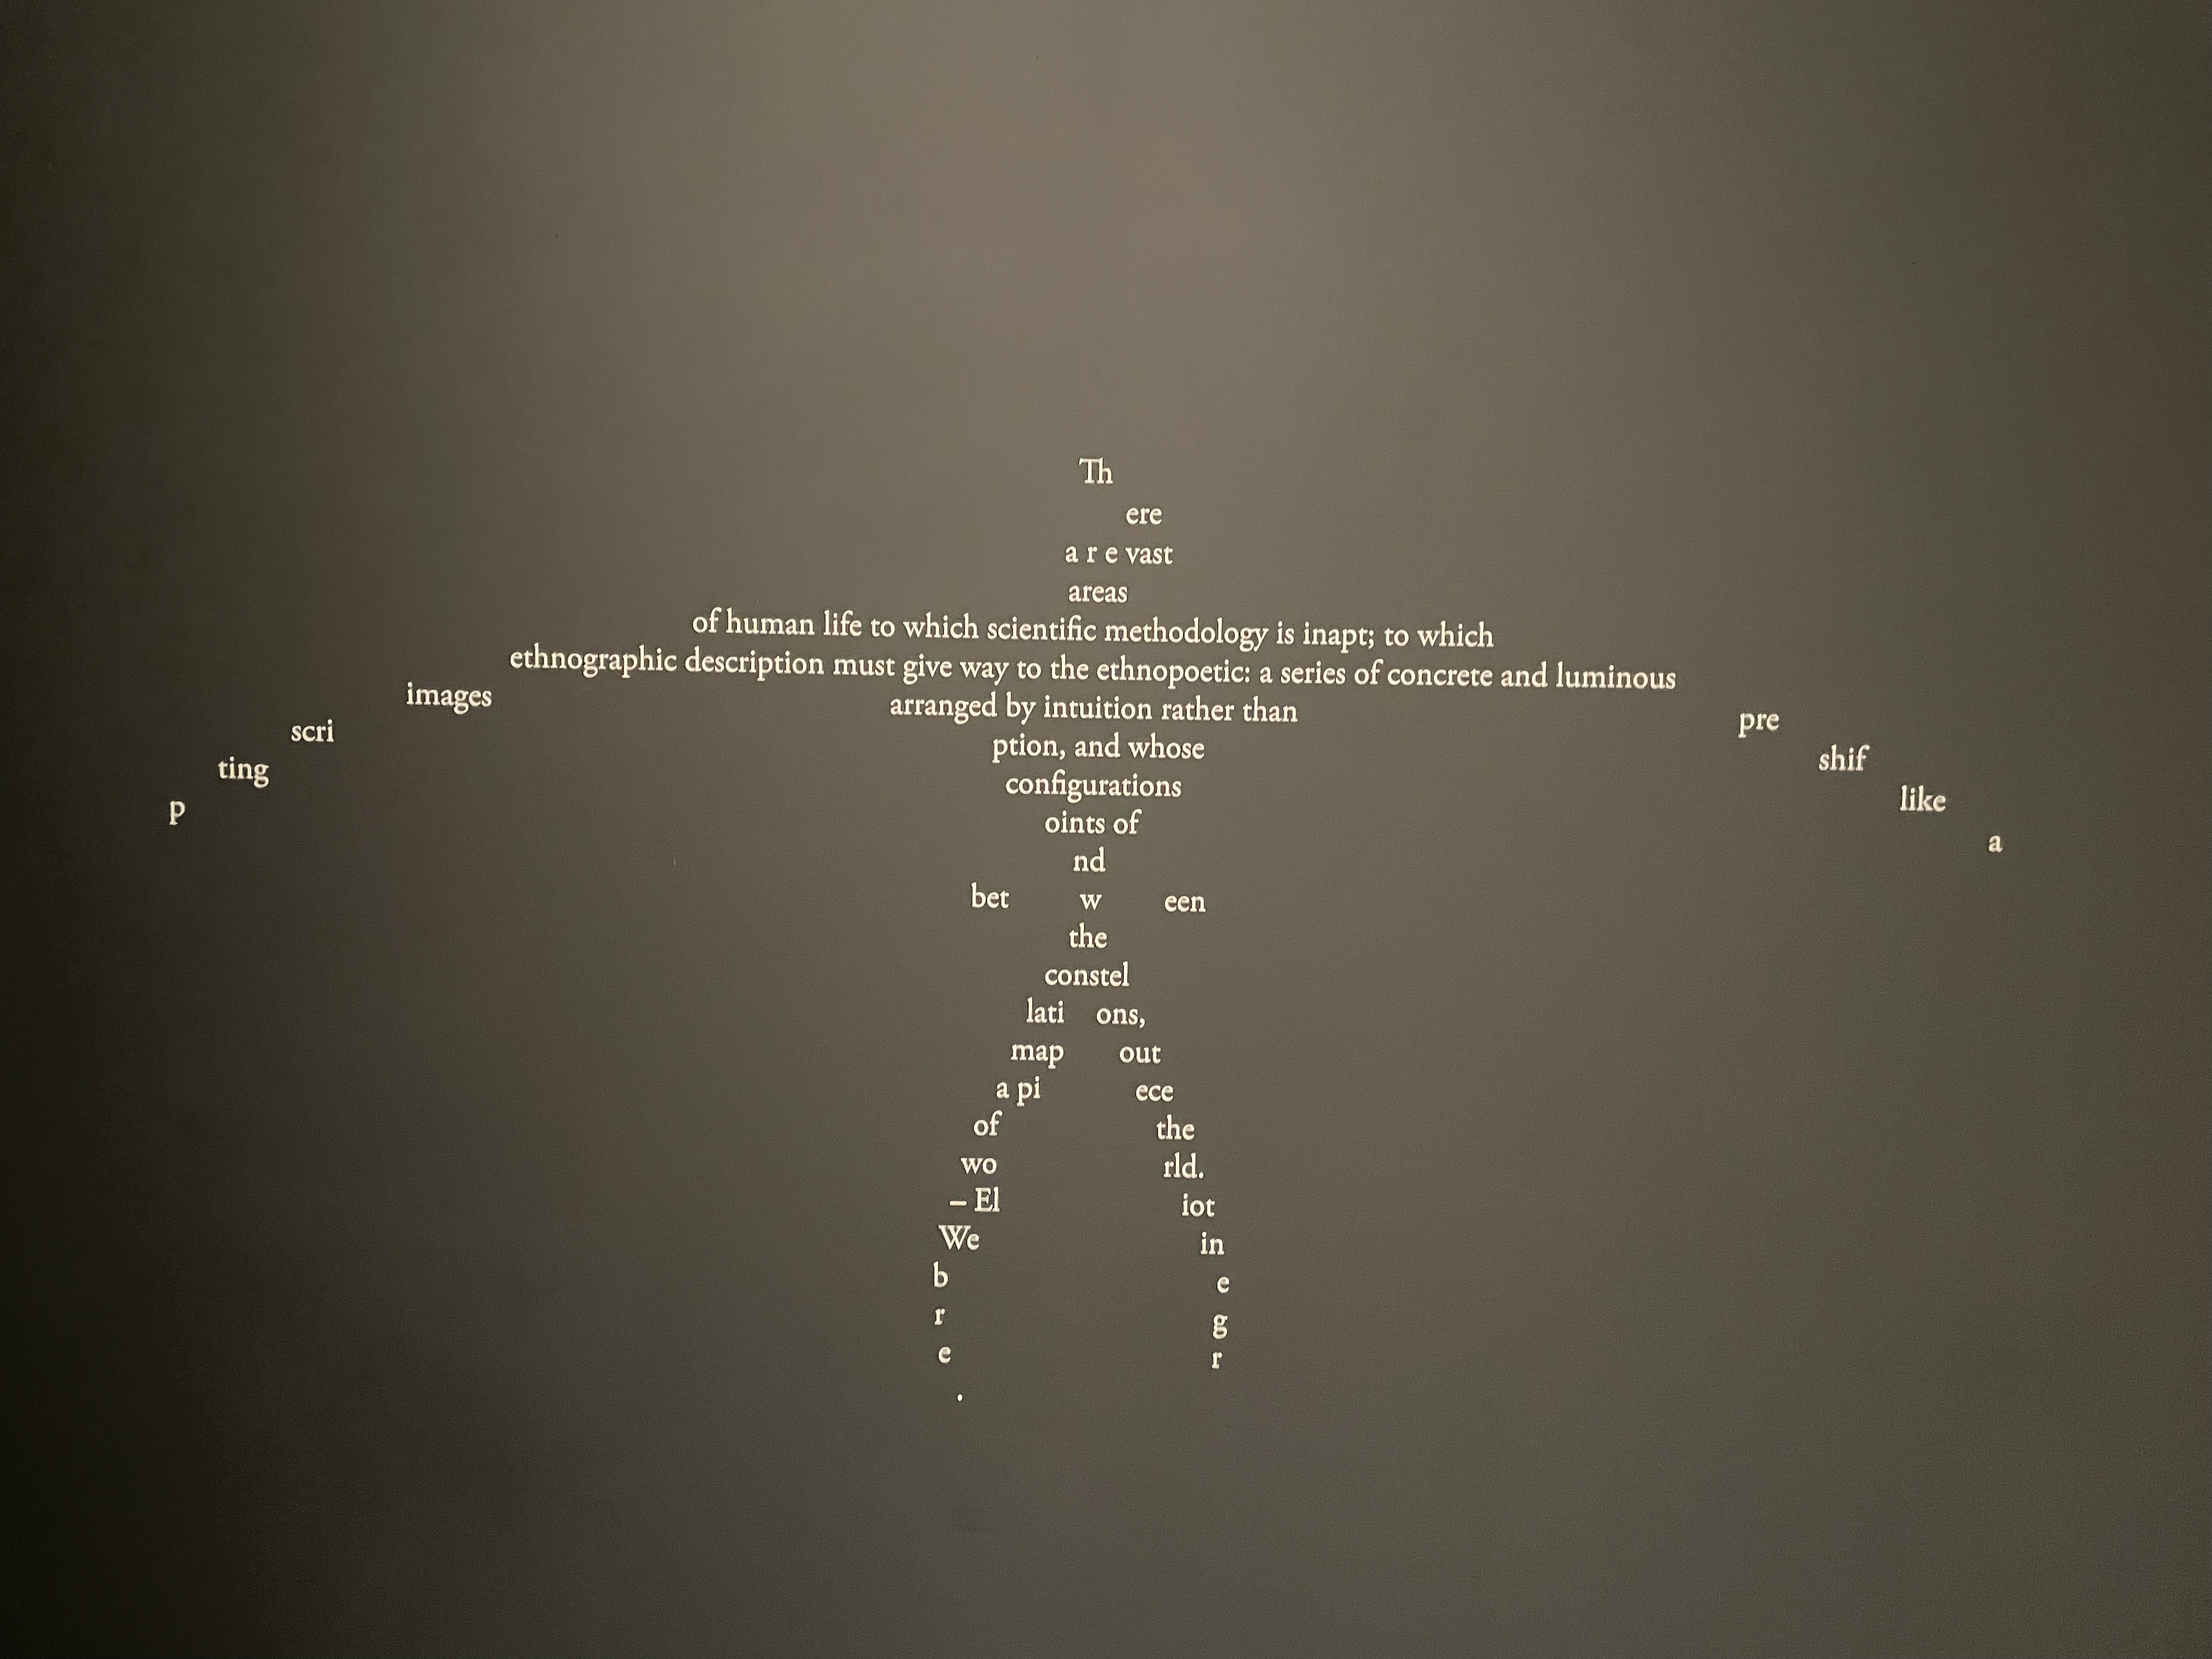 Th
ere
a r e vast
areas
of human life to which scientific methodology is inapt; to which
ethnographic description must give way to the ethnopoetic: a series of concrete and luminous
images arranged by intuition rather than pre
scri ption, and whose shif
ting configurations like
p oints of a
nd
bet w een
the
constel
lati ons,
map out
a pi ece
of the
wo rld.
– El iot
We in
b e
r g
e r
.